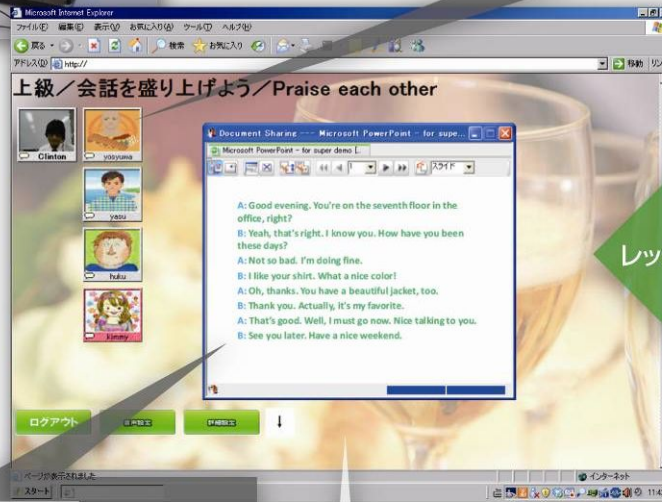 Microsoft Internet Explorer
ファイル(F) 編集(E) 表示(V) お気に入り(A) ツール(T) ヘルプ(H)
戻る 検索 お気に入り
アドレス(D) http:// 移動 リン
上級／会話を盛り上げよう／Praise each other
Clinton
yosyuwa
yasu
huku
kimmy
Document Sharing --- Microsoft PowerPoint - for supe...
Microsoft PowerPoint - for super demo [..
1 スライド
A: Good evening. You're on the seventh floor in the
office, right?
B: Yeah, that's right. I know you. How have you been
these days?
A: Not so bad. I'm doing fine.
B: I like your shirt. What a nice color!
A: Oh, thanks. You have a beautiful jacket, too.
B: Thank you. Actually, it's my favorite.
A: That's good. Well, I must go now. Nice talking to you.
B: See you later. Have a nice weekend.
レッ
ログアウト
詳細設定
↓
ページが表示されました
インターネット
スタート